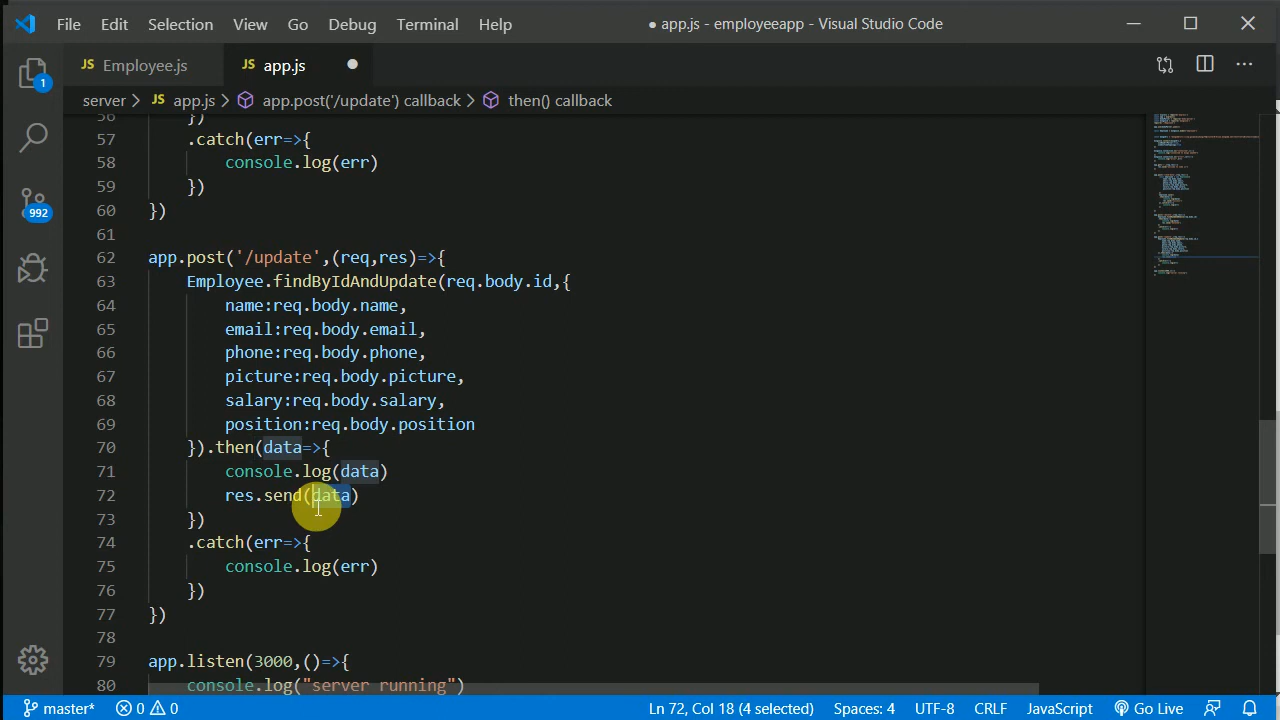 File Edit Selection View Go Debug Terminal Help ● app.js - employeeapp - Visual Studio Code
JS Employee.js JS app.js
server > JS app.js > app.post('/update') callback > then() callback
1
992
56 })
57 .catch(err=>{
58 console.log(err)
59 })
60 })
61
62 app.post('/update',(req,res)=>{
63 Employee.findByIdAndUpdate(req.body.id,{
64 name:req.body.name,
65 email:req.body.email,
66 phone:req.body.phone,
67 picture:req.body.picture,
68 salary:req.body.salary,
69 position:req.body.position
70 }).then(data=>{
71 console.log(data)
72 res.send(data)
73 })
74 .catch(err=>{
75 console.log(err)
76 })
77 })
78
79 app.listen(3000,()=>{
80 console.log("server running")
master* 0 0 Ln 72, Col 18 (4 selected) Spaces: 4 UTF-8 CRLF JavaScript Go Live